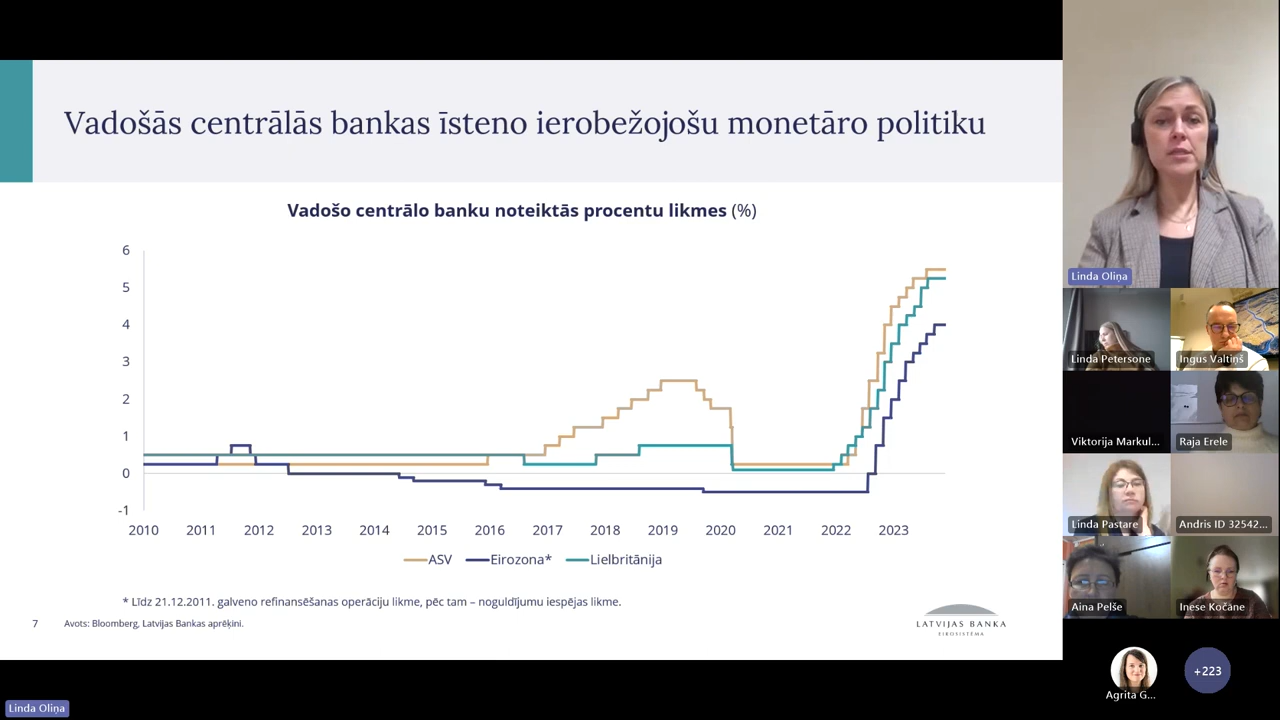 Vadošās centrālās bankas īsteno ierobežojošu monetāro politiku
Vadošo centrālo banku noteiktās procentu likmes (%)
6
5
4
3
2
1
0
-1
2010 2011 2012 2013 2014 2015 2016 2017 2018 2019 2020 2021 2022 2023
ASV Eirozona* Lielbritānija
* Līdz 21.12.2011. galveno refinansēšanas operāciju likme, pēc tam – noguldījumu iespējas likme.
7 Avots: Bloomberg, Latvijas Bankas aprēķini.
LATVIJAS BANKA
EIROSISTĒMA
Linda Oliņa
Linda Oliņa
Linda Petersone
Ingus Valtiņš
Viktorija Markul...
Raja Erele
Linda Pastare
Andris ID 32542...
Aina Pelše
Inese Kočāne
Agrita G...
+223